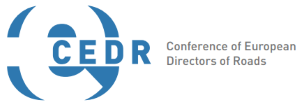 CEDR
Conference of European
Directors of Roads